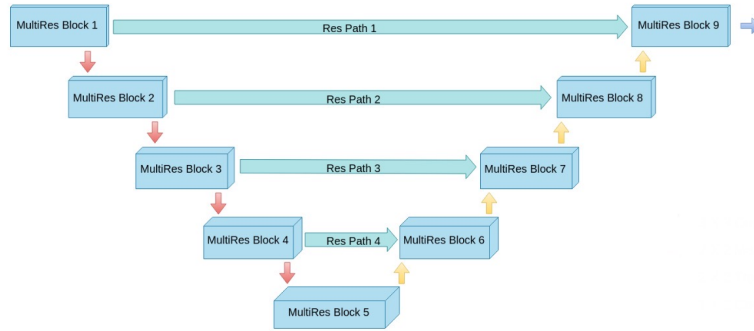 MultiRes Block 1
Res Path 1
MultiRes Block 9
MultiRes Block 2
Res Path 2
MultiRes Block 8
MultiRes Block 3
Res Path 3
MultiRes Block 7
MultiRes Block 4
Res Path 4
MultiRes Block 6
MultiRes Block 5